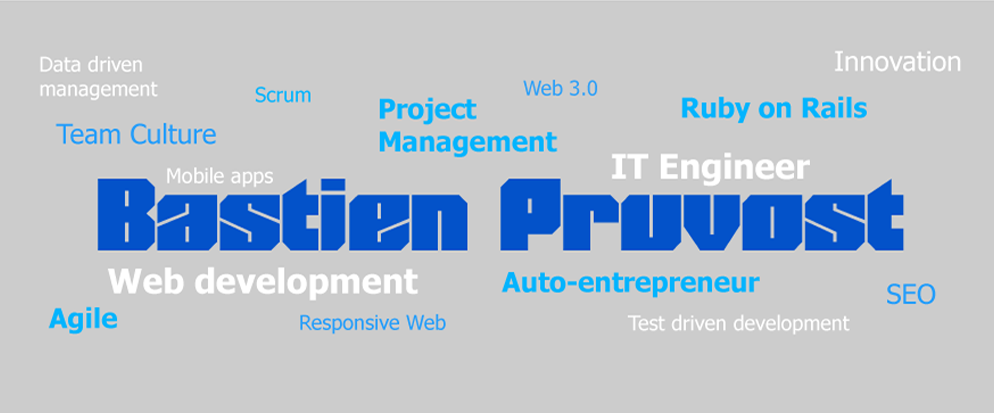 Data driven
management
Scrum
Project
Management
Web 3.0
Innovation
Ruby on Rails
Team Culture
Mobile apps
IT Engineer
Bastien Pruvost
Web development
Auto-entrepreneur
SEO
Agile
Responsive Web
Test driven development